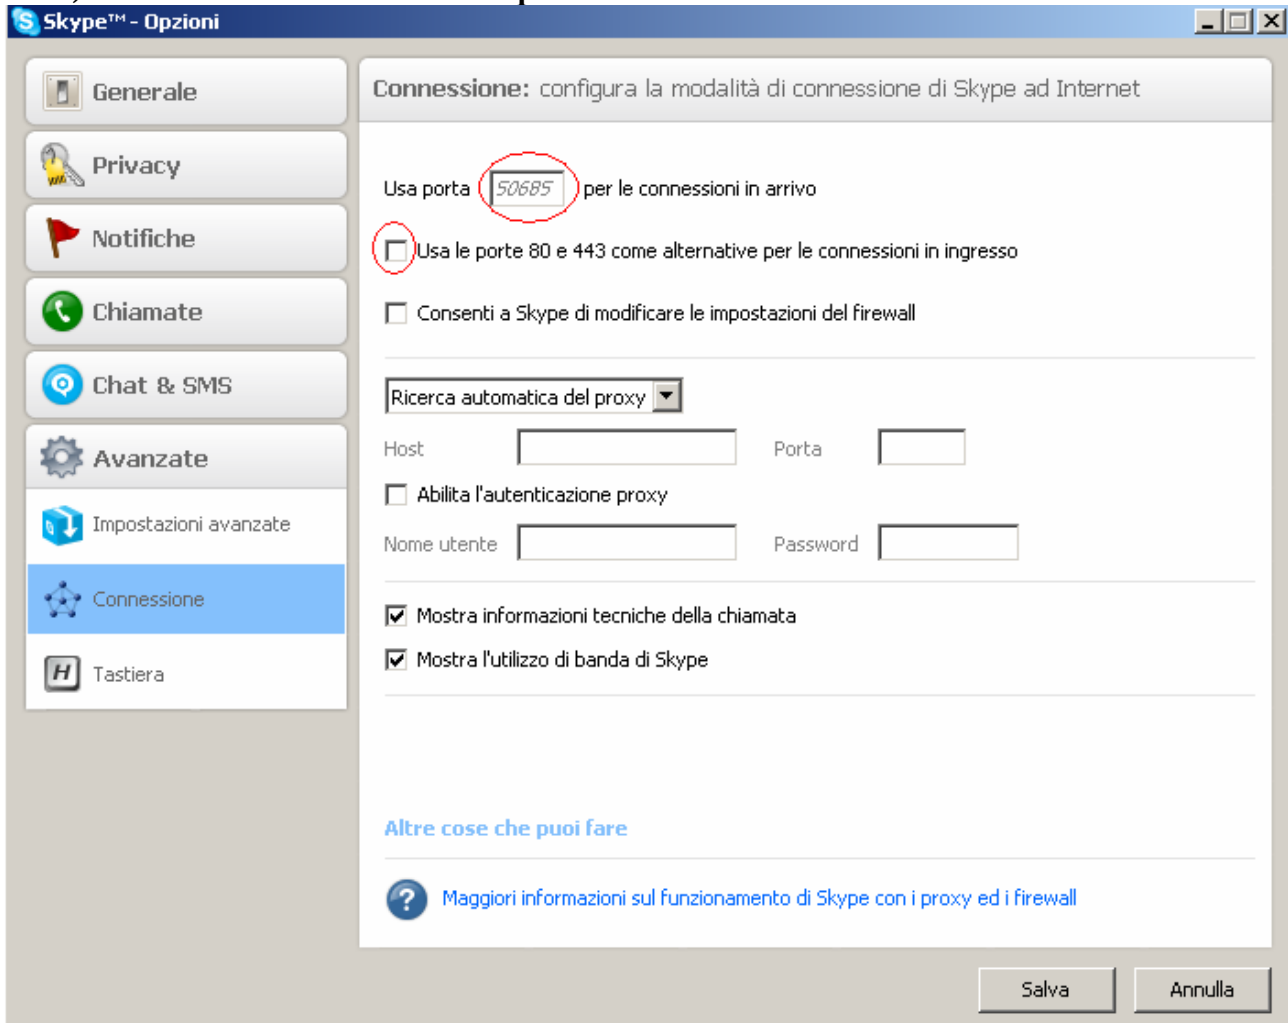 Skype™ - Opzioni
Generale
Privacy
Notifiche
Chiamate
Chat & SMS
Avanzate
Impostazioni avanzate
Connessione
H Tastiera
Connessione: configura la modalità di connessione di Skype ad Internet
Usa porta 50685 per le connessioni in arrivo
Usa le porte 80 e 443 come alternative per le connessioni in ingresso
Consenti a Skype di modificare le impostazioni del firewall
Ricerca automatica del proxy
Host Porta
Abilita l'autenticazione proxy
Nome utente Password
Mostra informazioni tecniche della chiamata
Mostra l'utilizzo di banda di Skype
Altre cose che puoi fare
? Maggiori informazioni sul funzionamento di Skype con i proxy ed i firewall
Salva Annulla